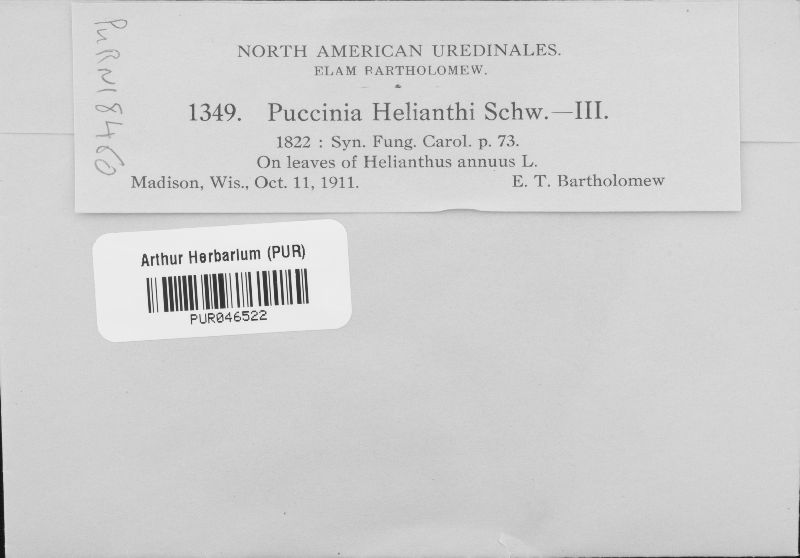 NORTH AMERICAN UREDINALES.
ELAM BARTHOLOMEW.
1349. Puccinia Helianthi Schw.—III.
1822 : Syn. Fung. Carol. p. 73.
On leaves of Helianthus annuus L.
Madison, Wis., Oct. 11, 1911. E. T. Bartholomew
PURN18460
Arthur Herbarium (PUR)
PUR046522